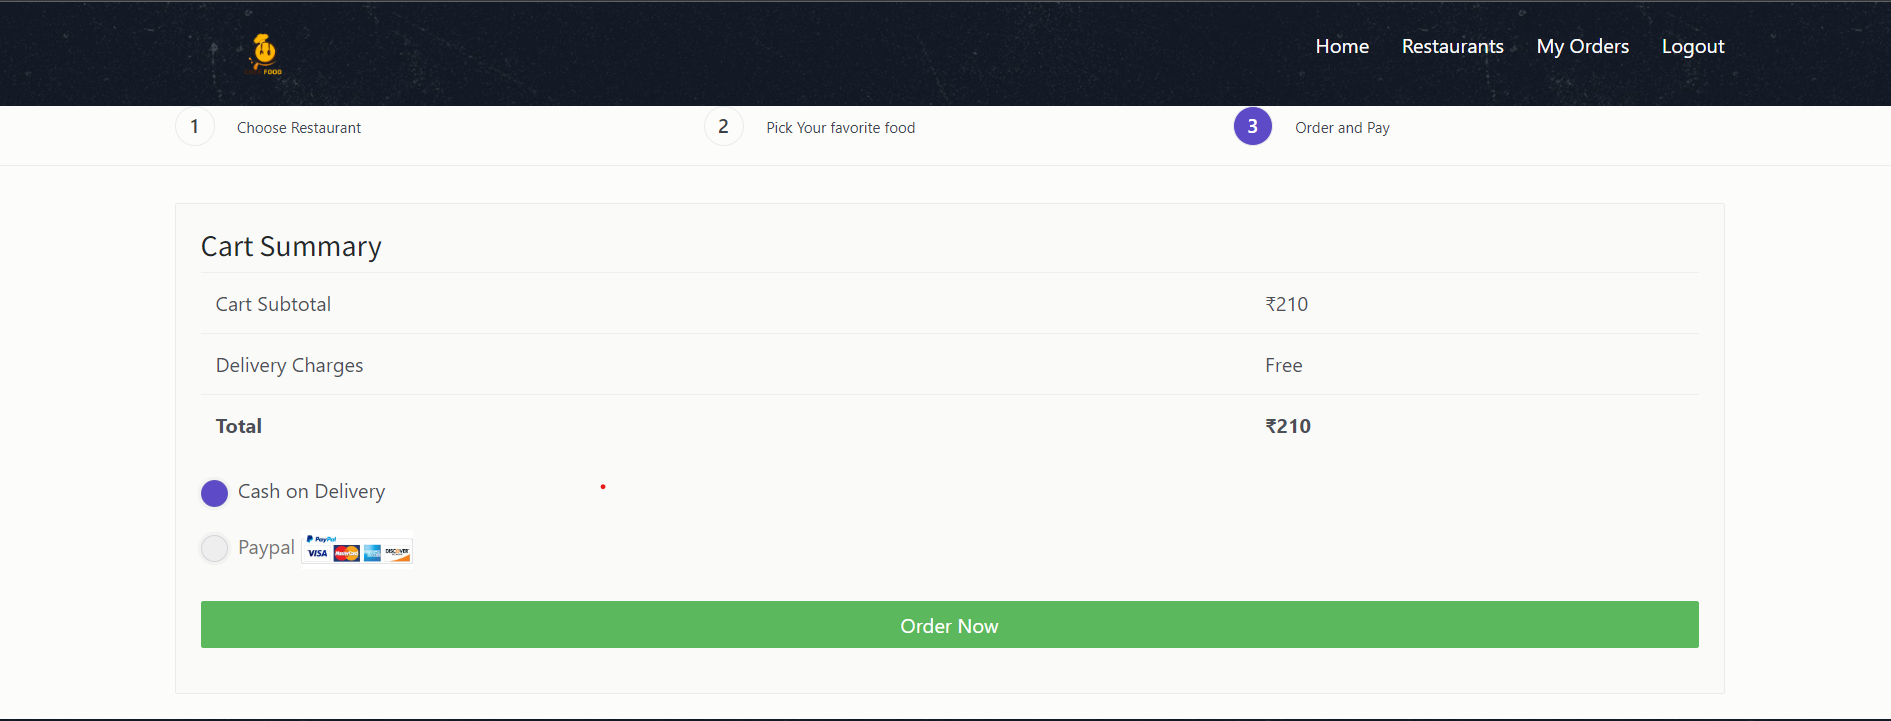 FOOD
Home Restaurants My Orders Logout
1 Choose Restaurant 2 Pick Your favorite food 3 Order and Pay
Cart Summary
Cart Subtotal ₹210
Delivery Charges Free
Total ₹210
Cash on Delivery
Paypal PayPal
VISA MasterCard DISCOVER
Order Now